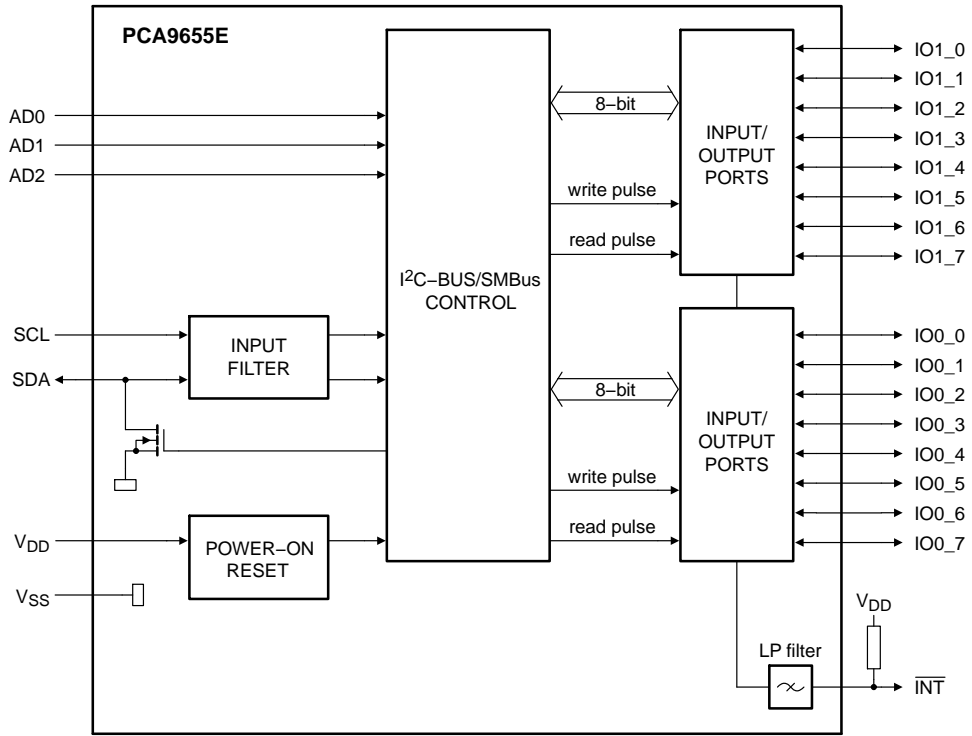 PCA9655E
AD0
AD1
AD2
SCL
SDA
VDD
VSS
INPUT
FILTER
POWER−ON
RESET
I2C−BUS/SMBus
CONTROL
8−bit
write pulse
read pulse
8−bit
write pulse
read pulse
INPUT/
OUTPUT
PORTS
INPUT/
OUTPUT
PORTS
IO1_0
IO1_1
IO1_2
IO1_3
IO1_4
IO1_5
IO1_6
IO1_7
IO0_0
IO0_1
IO0_2
IO0_3
IO0_4
IO0_5
IO0_6
IO0_7
VDD
LP filter
INT